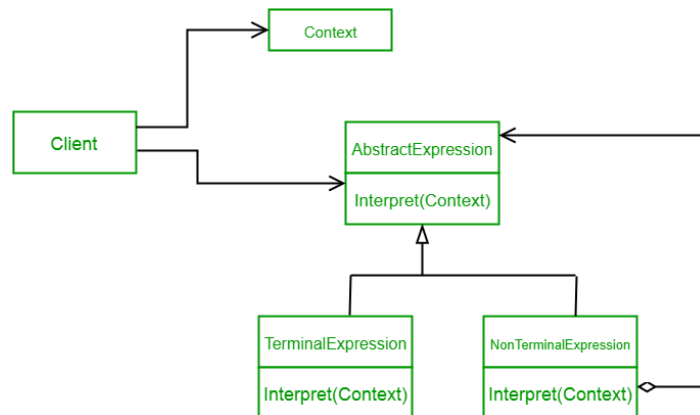 Context
Client
AbstractExpression
Interpret(Context)
TerminalExpression
Interpret(Context)
NonTerminalExpression
Interpret(Context)